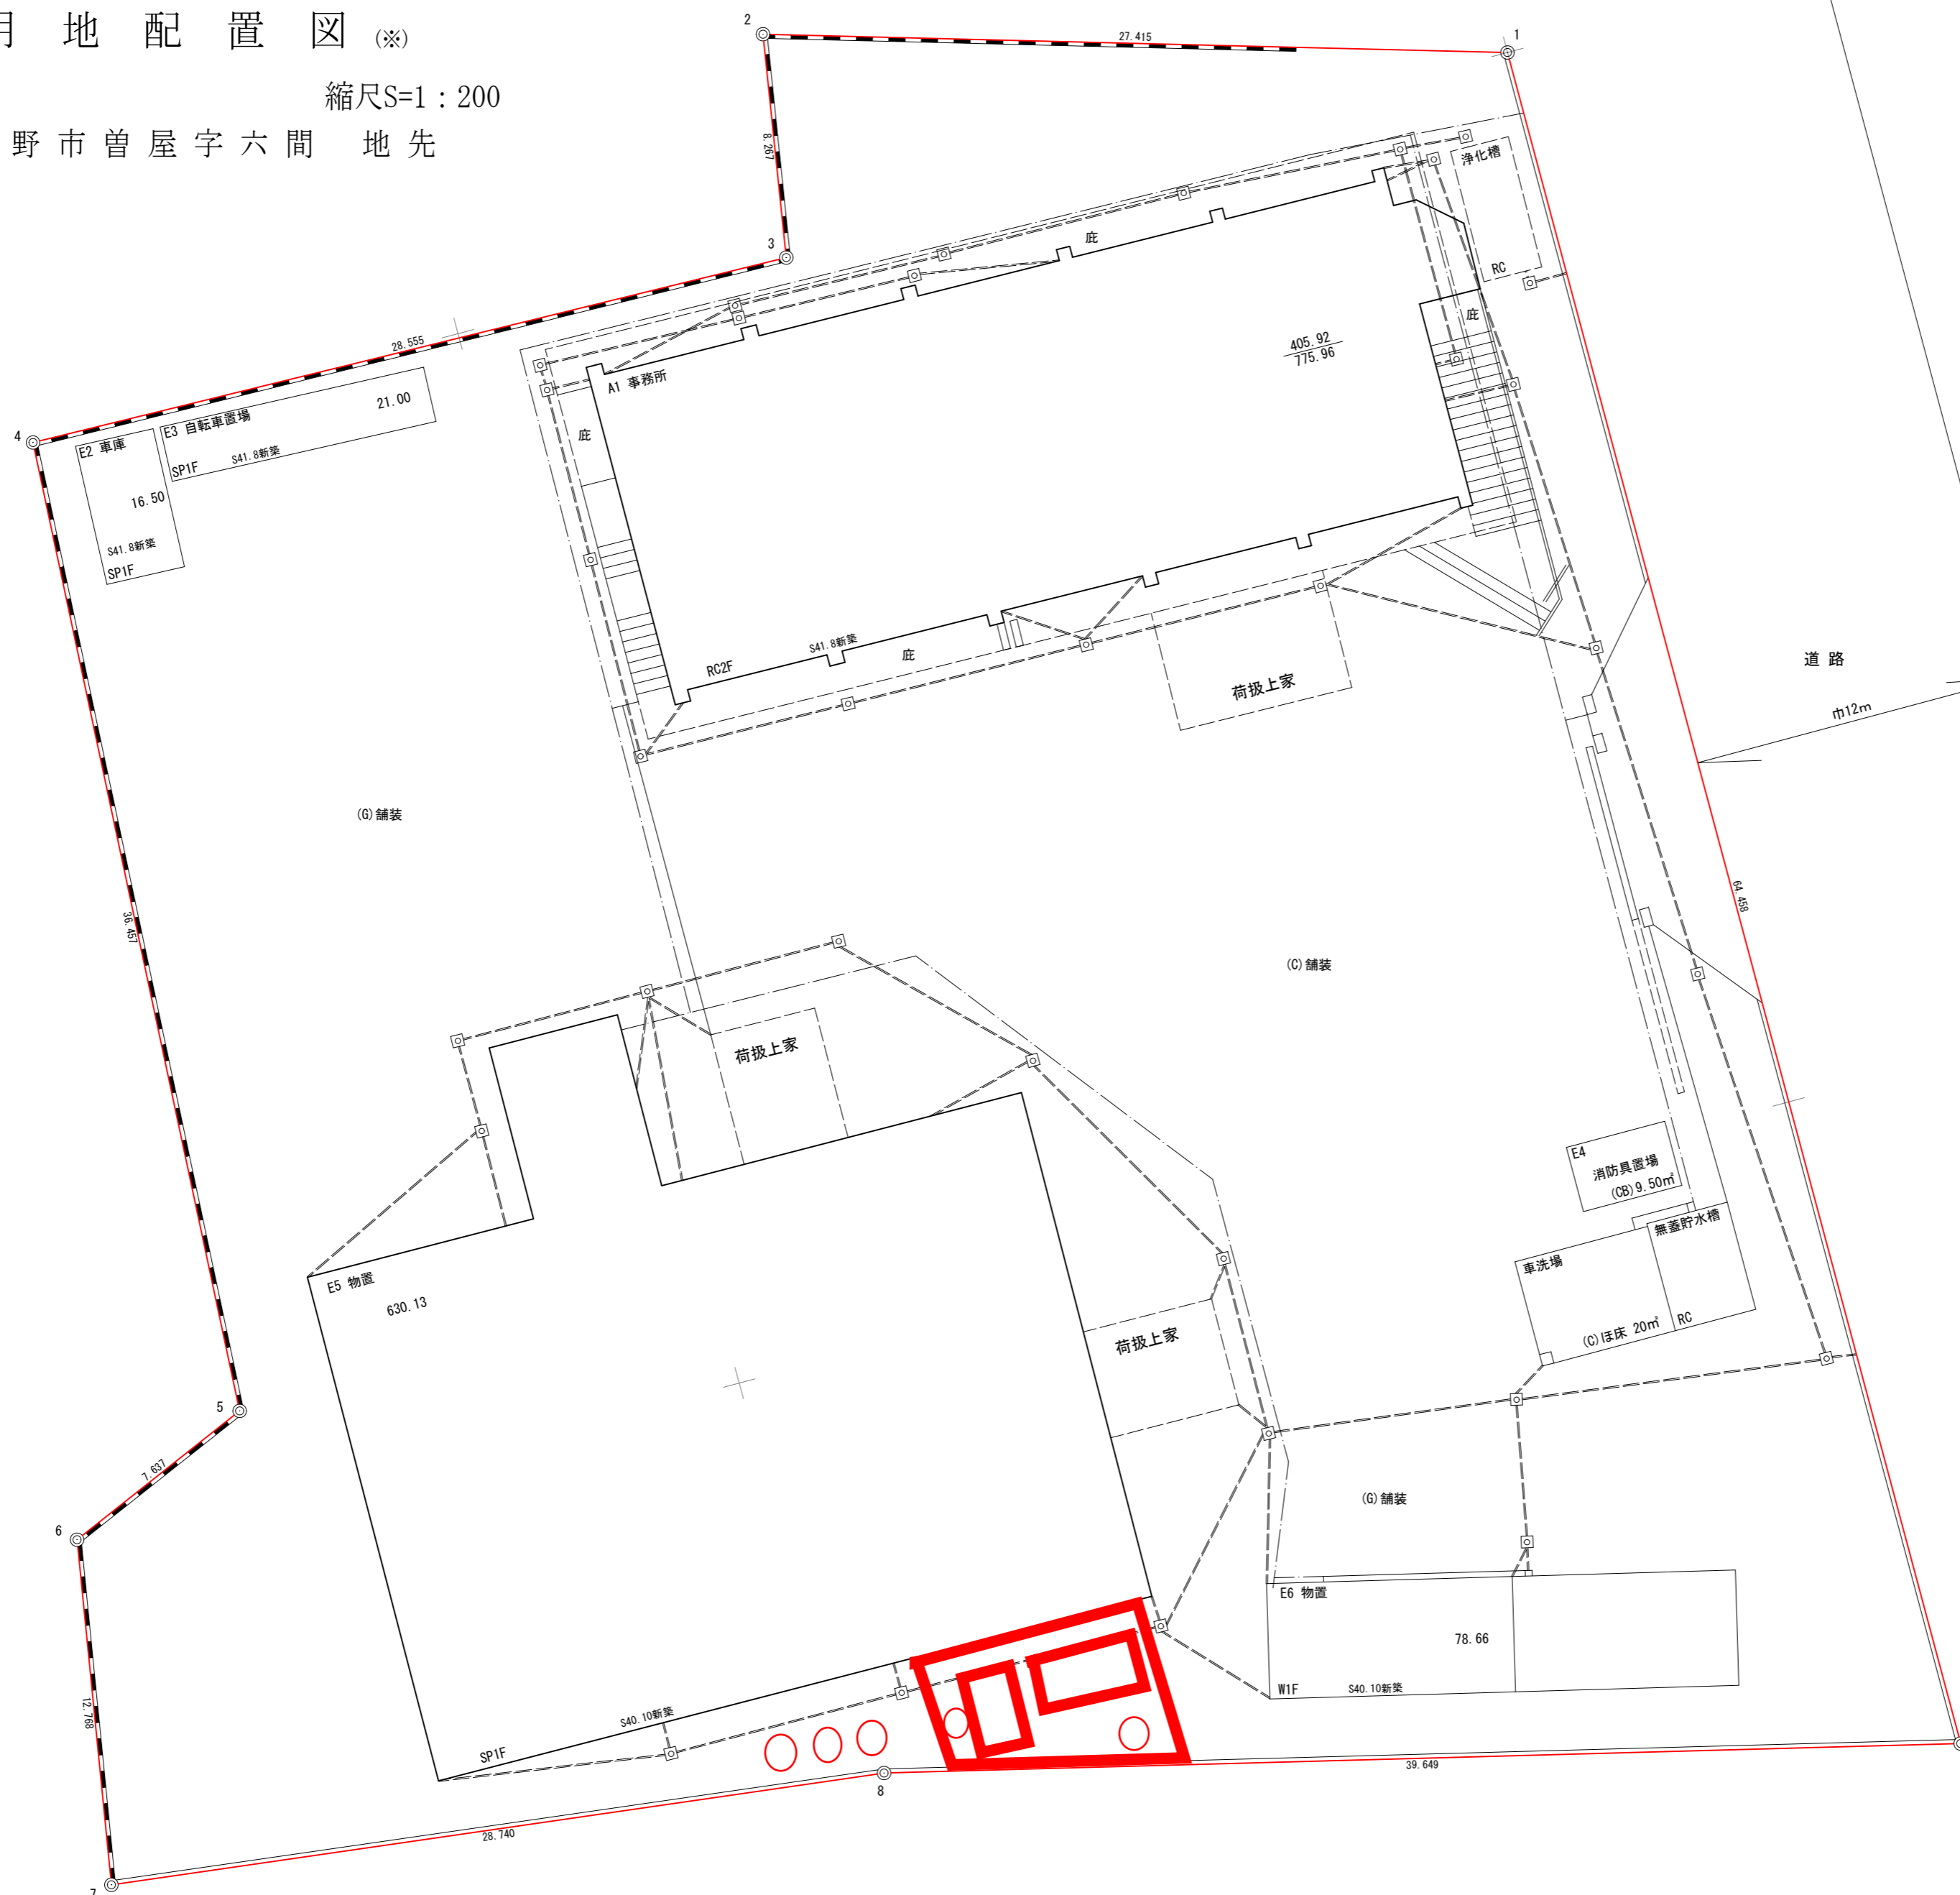 地配置図(※)
縮尺S=1:200
野市曽屋字六間 地先
2
27.415
1
8.267
浄化槽
3
庇
RC
庇
28.555
405.92
775.96
A1 事務所
21.00
E3 自転車置場
4
E2 車庫
庇
SP1F
S41.8新築
16.50
S41.8新築
SP1F
S41.8新築
RC2F
庇
道路
荷扱上家
巾12m
(G)舗装
36.457
64.458
(C)舗装
荷扱上家
E4
消防具置場
(CB)9.50㎡
無蓋貯水槽
車洗場
E5 物置
630.13
荷扱上家
(C)ほ床 20㎡
RC
5
7.637
(G)舗装
6
E6 物置
78.66
W1F
S40.10新築
12.768
S40.10新築
SP1F
39.649
8
28.740
7